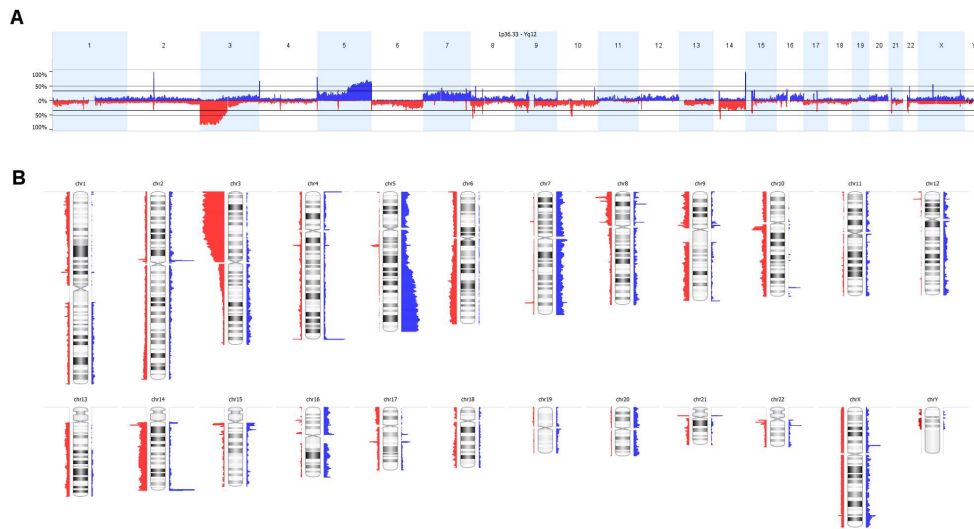 A
1p36.33 - Yq12
1 2 3 4 5 6 7 8 9 10 11 12 13 14 15 16 17 18 19 20 21 22 X Y
100%
50%
0%
50%
100%
B
chr1 chr2 chr3 chr4 chr5 chr6 chr7 chr8 chr9 chr10 chr11 chr12
chr13 chr14 chr15 chr16 chr17 chr18 chr19 chr20 chr21 chr22 chrX chrY